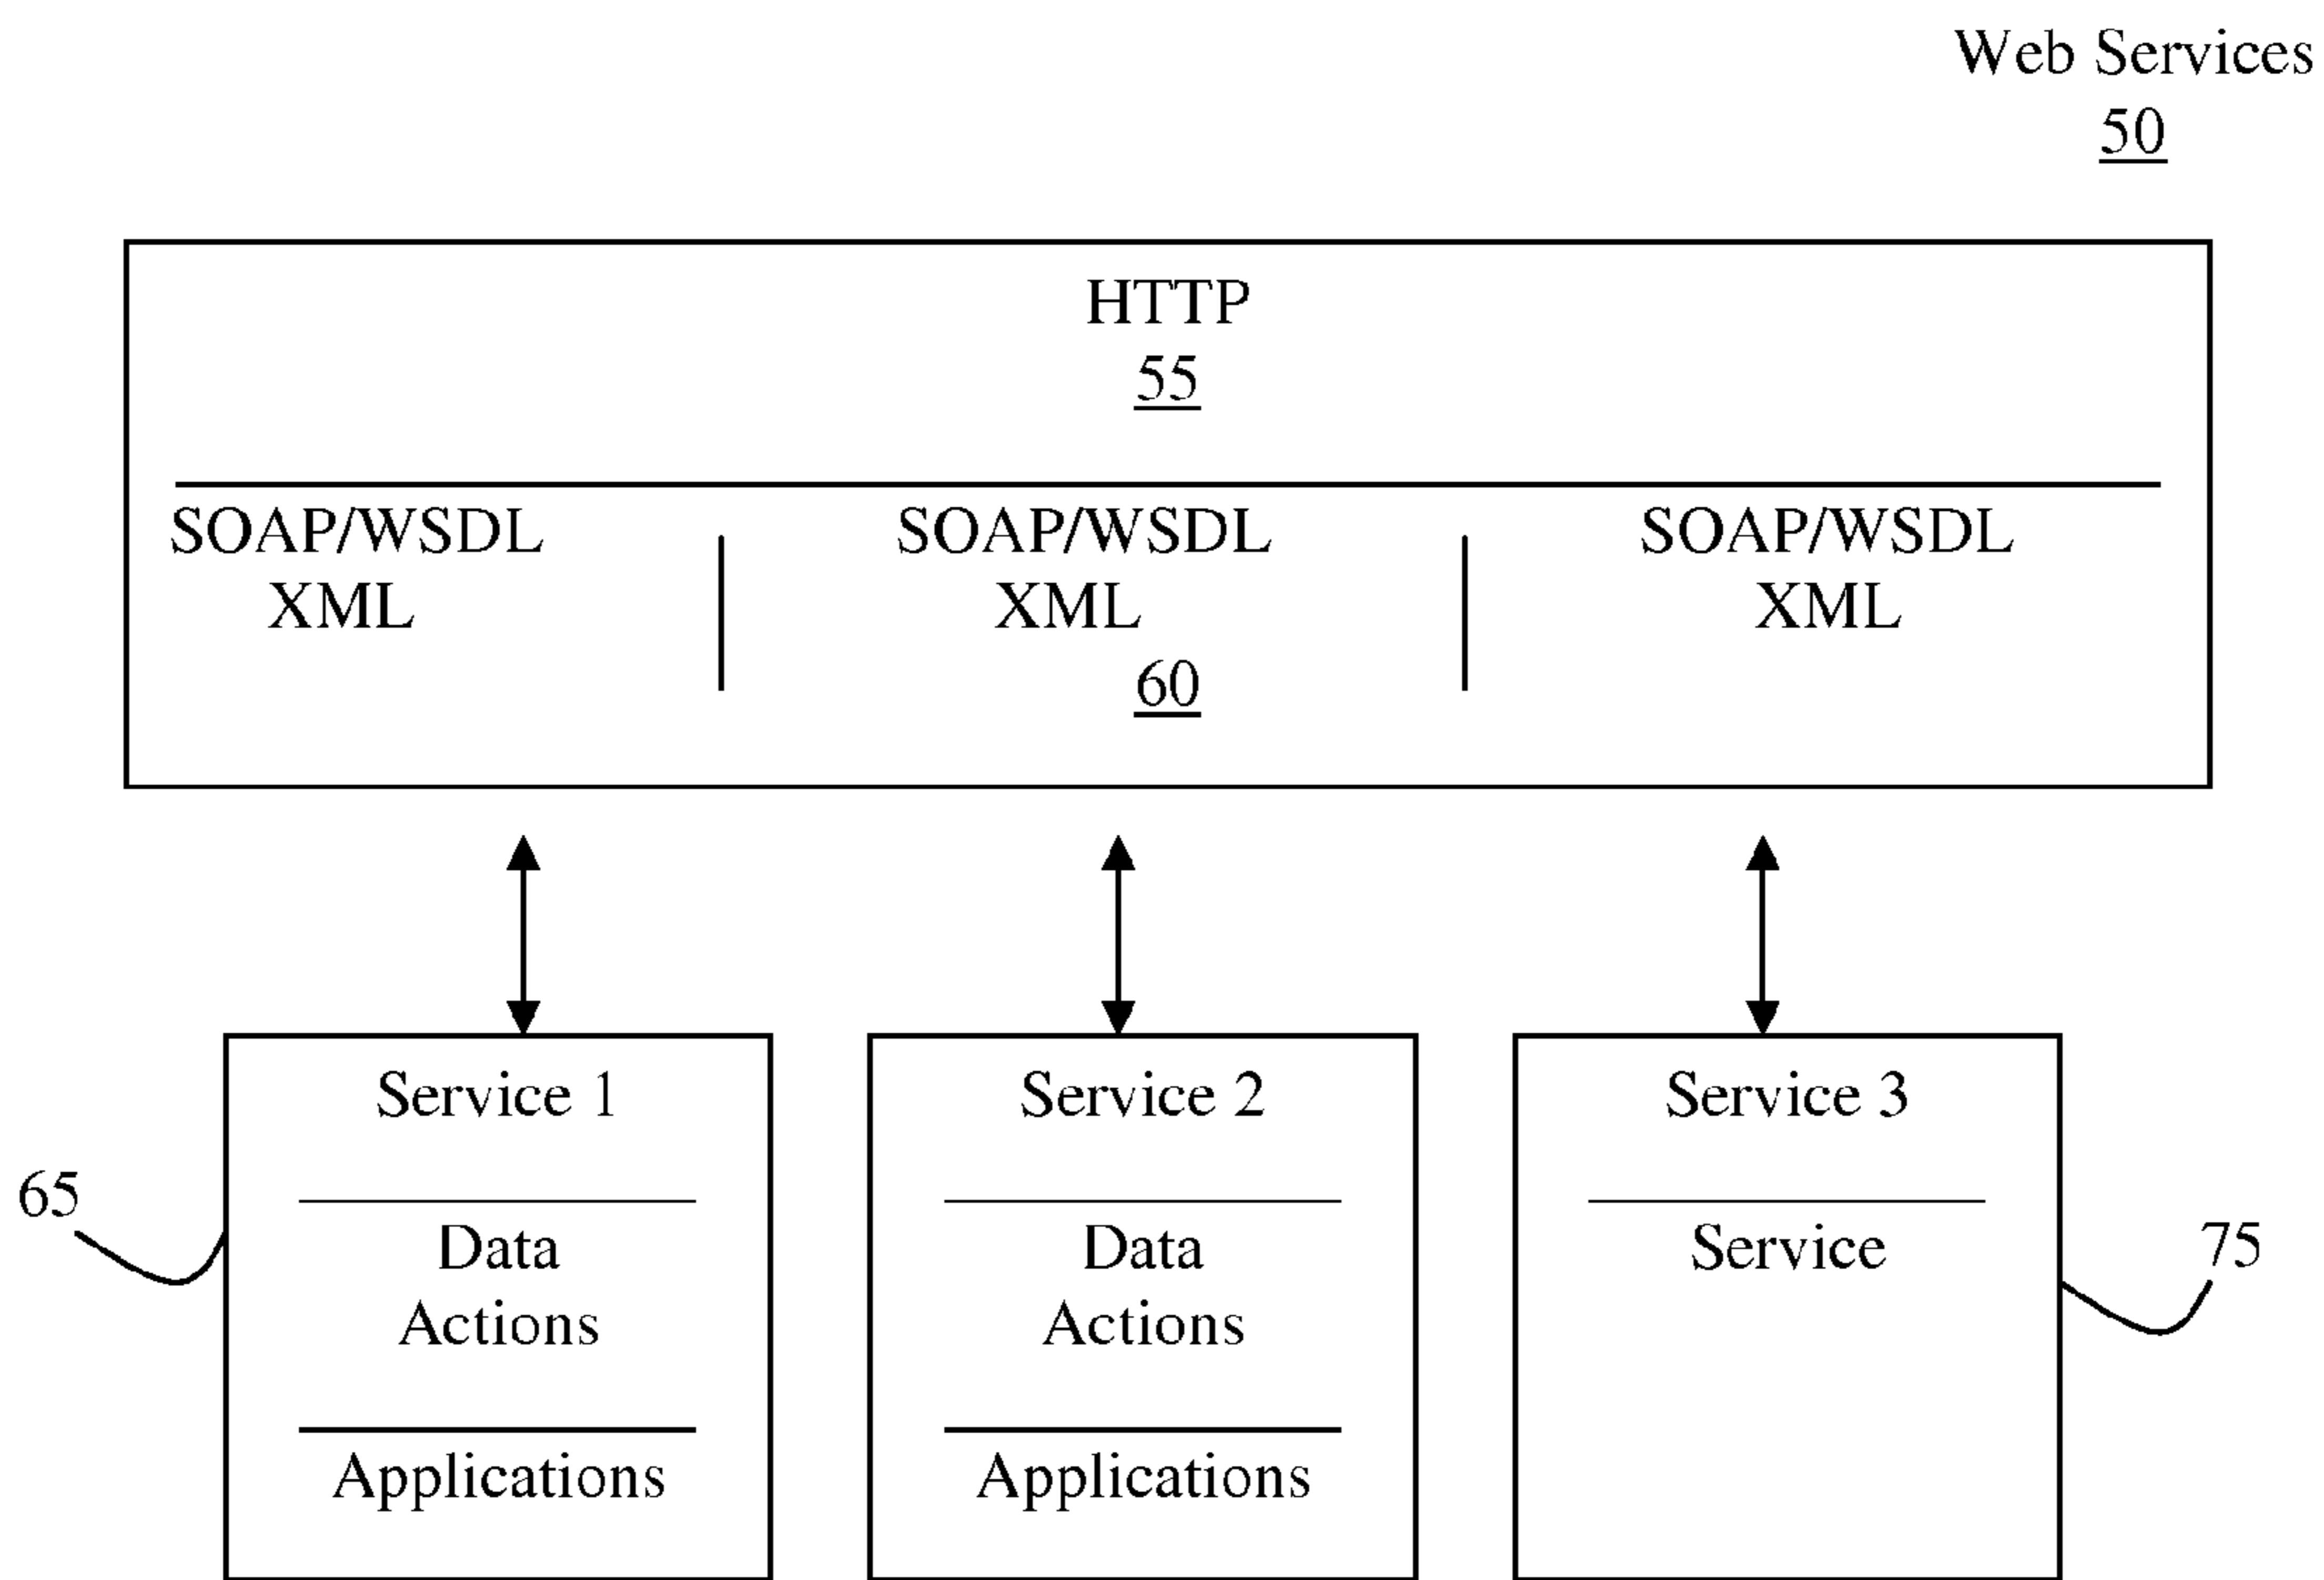 Web Services
50
HTTP
55
SOAP/WSDL SOAP/WSDL SOAP/WSDL
XML XML XML
60
Service 1 Service 2 Service 3
65
Data Data Service
75
Actions Actions
Applications Applications